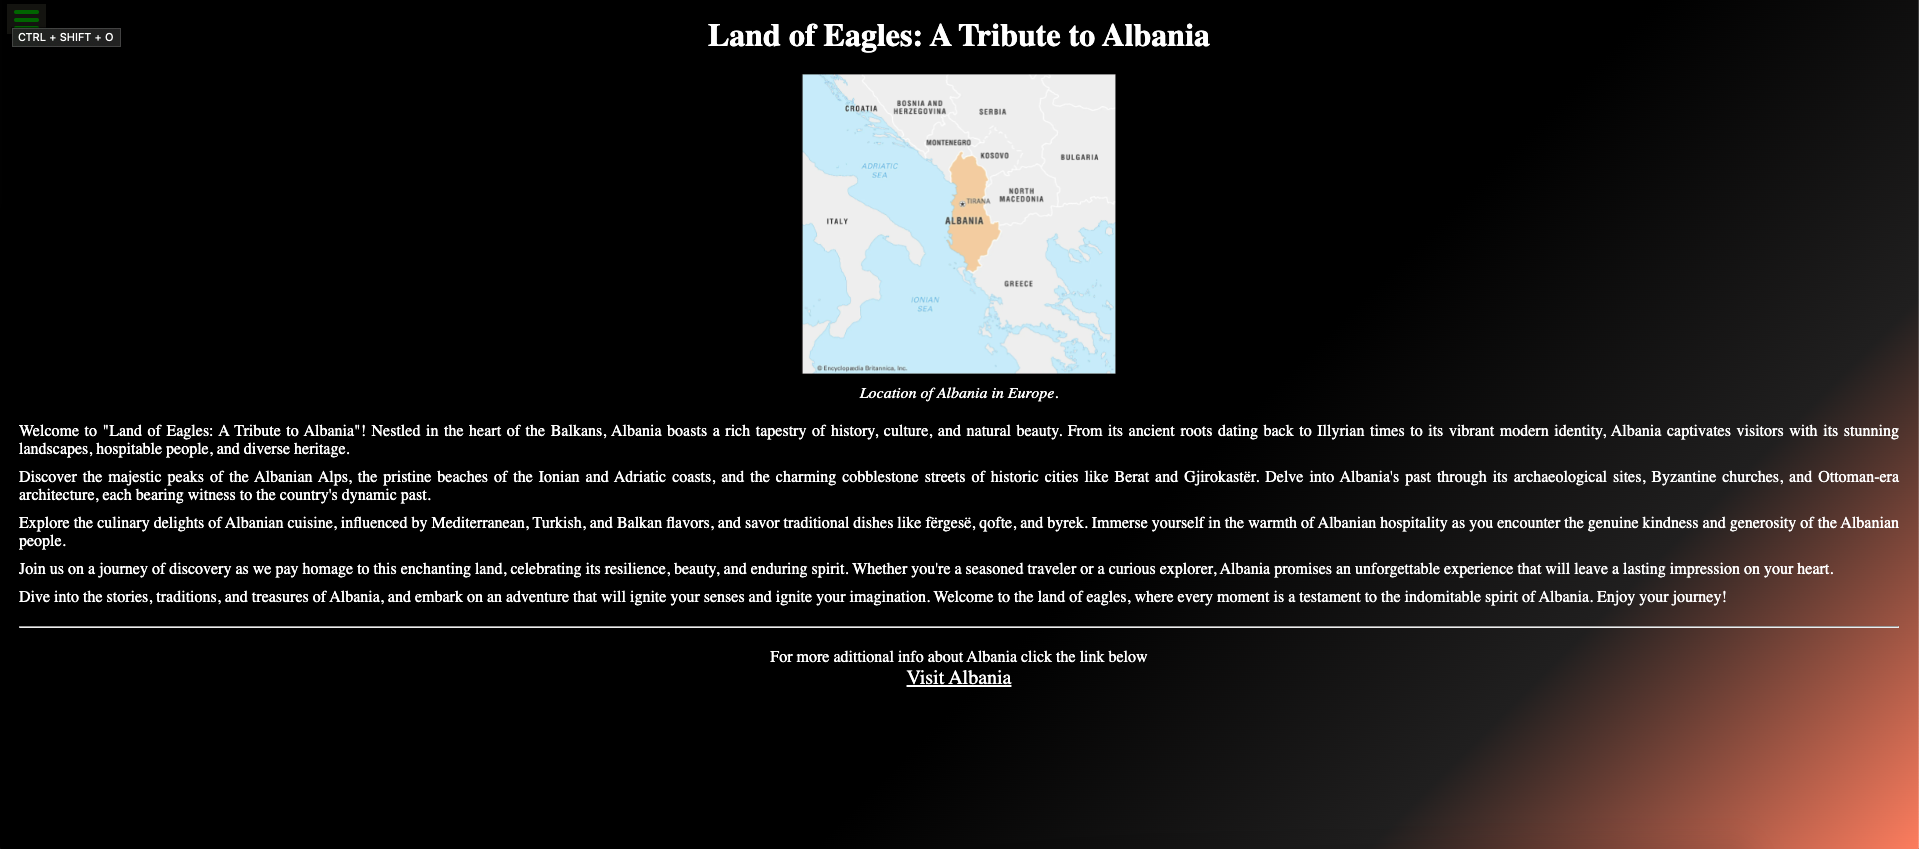 CTRL + SHIFT + O
Land of Eagles: A Tribute to Albania
CROATIA
BOSNIA AND
HERZEGOVINA
SERBIA
MONTENEGRO
KOSOVO
BULGARIA
ADRIATIC
SEA
NORTH
MACEDONIA
TIRANA
ITALY
ALBANIA
GREECE
IONIAN
SEA
© Encyclopædia Britannica, Inc.
Location of Albania in Europe.
Welcome to "Land of Eagles: A Tribute to Albania"! Nestled in the heart of the Balkans, Albania boasts a rich tapestry of history, culture, and natural beauty. From its ancient roots dating back to Illyrian times to its vibrant modern identity, Albania captivates visitors with its stunning
landscapes, hospitable people, and diverse heritage.
Discover the majestic peaks of the Albanian Alps, the pristine beaches of the Ionian and Adriatic coasts, and the charming cobblestone streets of historic cities like Berat and Gjirokastër. Delve into Albania's past through its archaeological sites, Byzantine churches, and Ottoman-era
architecture, each bearing witness to the country's dynamic past.
Explore the culinary delights of Albanian cuisine, influenced by Mediterranean, Turkish, and Balkan flavors, and savor traditional dishes like fërgesë, qofte, and byrek. Immerse yourself in the warmth of Albanian hospitality as you encounter the genuine kindness and generosity of the Albanian
people.
Join us on a journey of discovery as we pay homage to this enchanting land, celebrating its resilience, beauty, and enduring spirit. Whether you're a seasoned traveler or a curious explorer, Albania promises an unforgettable experience that will leave a lasting impression on your heart.
Dive into the stories, traditions, and treasures of Albania, and embark on an adventure that will ignite your senses and ignite your imagination. Welcome to the land of eagles, where every moment is a testament to the indomitable spirit of Albania. Enjoy your journey!
For more adittional info about Albania click the link below
Visit Albania